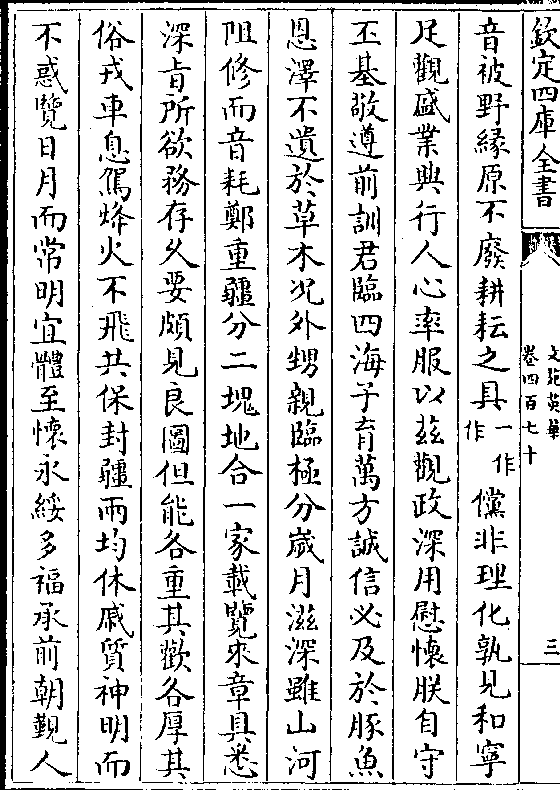 欽定四庫全書
文苑英華
卷四百七十
三
音被野緑原不廢耕耘之具一作作儻非理化孰見和寧
足觀盛業與行人心率服以兹觀政深用慰懷朕自守
丕基敬遵前訓君臨四海子育萬方誠信必及於豚魚
恩澤不遺於草木况外甥親臨極分嵗月滋深雖山河
阻修而音耗鄭重疆分二塊地合一家載覽來章具悉
深㫖所欲務存久要頗見良圖但能各重其歡各厚其
俗戎車息駕烽火不飛共保封疆兩均休戚質神明而
不惑覽日月而常明宜體至懷永綏多福承前朝覲人